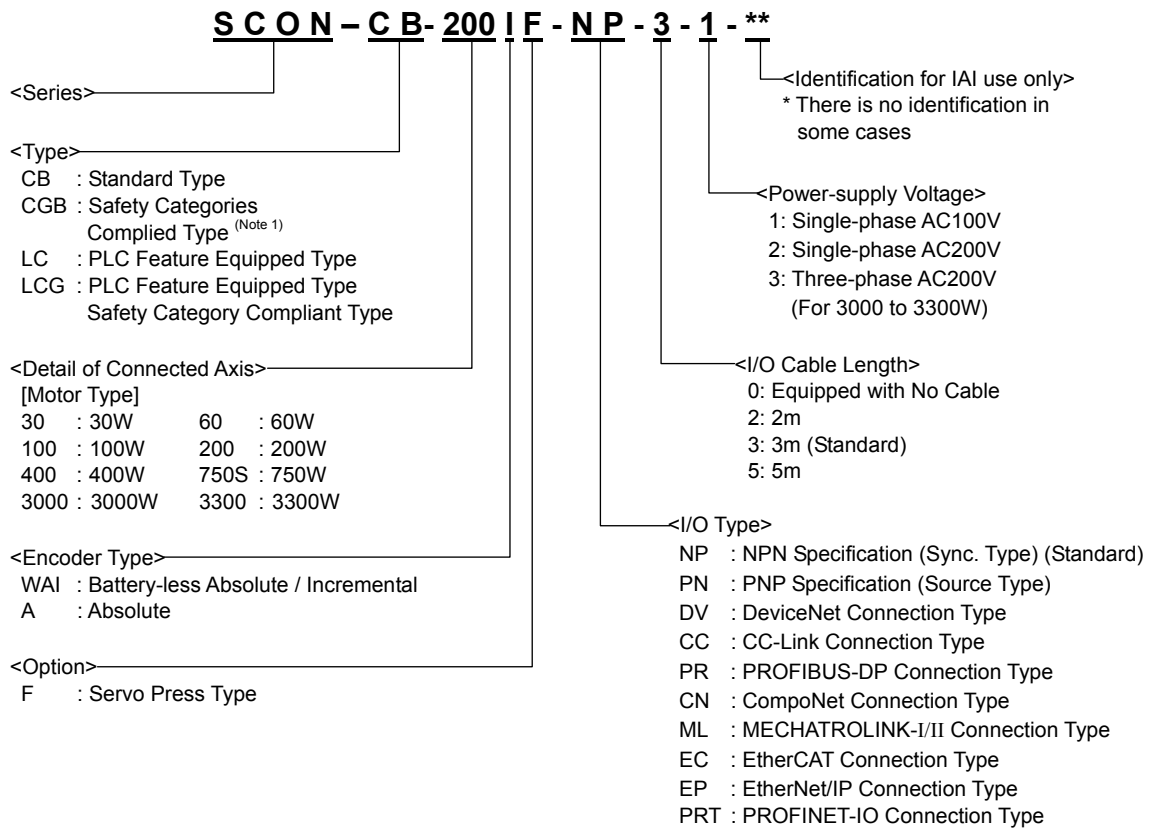 SCON – CB- 200 I F - NP - 3 - 1 - **
<Series>
<Type>
CB : Standard Type
CGB : Safety Categories
Complied Type (Note 1)
LC : PLC Feature Equipped Type
LCG : PLC Feature Equipped Type
Safety Category Compliant Type
<Detail of Connected Axis>
[Motor Type]
30 : 30W 60 : 60W
100 : 100W 200 : 200W
400 : 400W 750S : 750W
3000 : 3000W 3300 : 3300W
<Encoder Type>
WAI : Battery-less Absolute / Incremental
A : Absolute
<Option>
F : Servo Press Type
<Identification for IAI use only>
* There is no identification in
some cases
<Power-supply Voltage>
1: Single-phase AC100V
2: Single-phase AC200V
3: Three-phase AC200V
(For 3000 to 3300W)
<I/O Cable Length>
0: Equipped with No Cable
2: 2m
3: 3m (Standard)
5: 5m
<I/O Type>
NP : NPN Specification (Sync. Type) (Standard)
PN : PNP Specification (Source Type)
DV : DeviceNet Connection Type
CC : CC-Link Connection Type
PR : PROFIBUS-DP Connection Type
CN : CompoNet Connection Type
ML : MECHATROLINK-I/II Connection Type
EC : EtherCAT Connection Type
EP : EtherNet/IP Connection Type
PRT : PROFINET-IO Connection Type